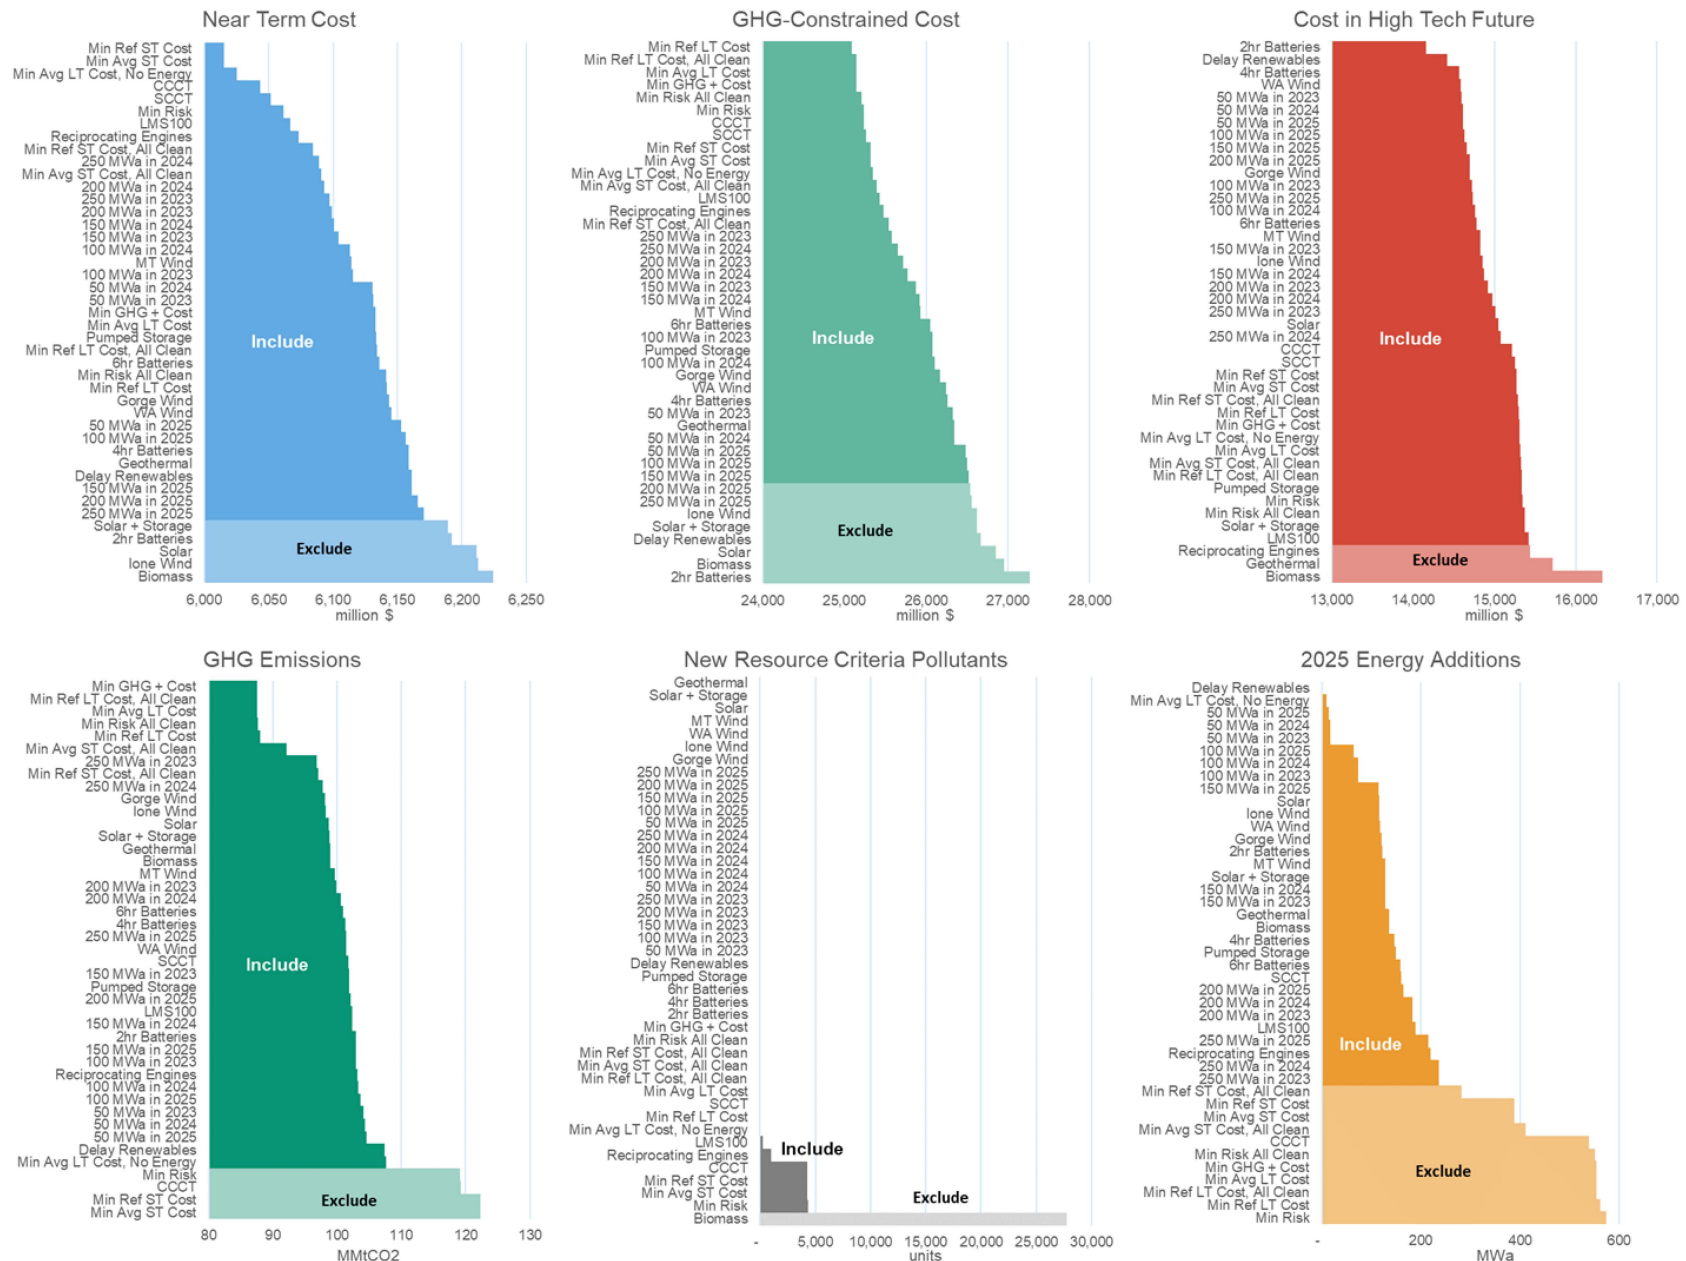 Near Term Cost
Min Ref ST Cost
Min Avg ST Cost
Min Avg LT Cost, No Energy
CCCT
SCCT
Min Risk
LMS100
Reciprocating Engines
Min Ref ST Cost, All Clean
250 MWa in 2024
Min Avg ST Cost, All Clean
200 MWa in 2024
250 MWa in 2023
200 MWa in 2023
150 MWa in 2024
150 MWa in 2023
100 MWa in 2024
MT Wind
100 MWa in 2023
50 MWa in 2024
50 MWa in 2023
Min GHG + Cost
Min Avg LT Cost
Pumped Storage
Min Ref LT Cost, All Clean
6hr Batteries
Min Risk All Clean
Min Ref LT Cost
Gorge Wind
WA Wind
50 MWa in 2025
100 MWa in 2025
4hr Batteries
Geothermal
Delay Renewables
150 MWa in 2025
200 MWa in 2025
250 MWa in 2025
Solar + Storage
2hr Batteries
Solar
Ione Wind
Biomass
Include
Exclude
6,000 6,050 6,100 6,150 6,200 6,250
million $
GHG-Constrained Cost
Min Ref LT Cost
Min Ref LT Cost, All Clean
Min Avg LT Cost
Min GHG + Cost
Min Risk All Clean
Min Risk
CCCT
SCCT
Min Ref ST Cost
Min Avg ST Cost
Min Avg LT Cost, No Energy
Min Avg ST Cost, All Clean
LMS100
Reciprocating Engines
Min Ref ST Cost, All Clean
250 MWa in 2023
250 MWa in 2024
200 MWa in 2023
200 MWa in 2024
150 MWa in 2023
150 MWa in 2024
MT Wind
6hr Batteries
100 MWa in 2023
Pumped Storage
100 MWa in 2024
Gorge Wind
WA Wind
4hr Batteries
50 MWa in 2023
Geothermal
50 MWa in 2024
50 MWa in 2025
100 MWa in 2025
150 MWa in 2025
200 MWa in 2025
250 MWa in 2025
Ione Wind
Solar + Storage
Delay Renewables
Solar
Biomass
2hr Batteries
Include
Exclude
24,000 25,000 26,000 27,000 28,000
million $
Cost in High Tech Future
2hr Batteries
Delay Renewables
4hr Batteries
WA Wind
50 MWa in 2023
50 MWa in 2024
50 MWa in 2025
100 MWa in 2025
150 MWa in 2025
200 MWa in 2025
Gorge Wind
100 MWa in 2023
250 MWa in 2025
100 MWa in 2024
6hr Batteries
MT Wind
150 MWa in 2023
Ione Wind
150 MWa in 2024
200 MWa in 2023
200 MWa in 2024
250 MWa in 2023
Solar
250 MWa in 2024
CCCT
SCCT
Min Ref ST Cost
Min Avg ST Cost
Min Ref ST Cost, All Clean
Min Ref LT Cost
Min GHG + Cost
Min Avg LT Cost, No Energy
Min Avg LT Cost
Min Avg ST Cost, All Clean
Min Ref LT Cost, All Clean
Pumped Storage
Min Risk
Min Risk All Clean
Solar + Storage
LMS100
Reciprocating Engines
Geothermal
Biomass
Include
Exclude
13,000 14,000 15,000 16,000 17,000
million $
GHG Emissions
Min GHG + Cost
Min Ref LT Cost, All Clean
Min Avg LT Cost
Min Risk All Clean
Min Ref LT Cost
Min Avg ST Cost, All Clean
250 MWa in 2023
Min Ref ST Cost, All Clean
250 MWa in 2024
Gorge Wind
Ione Wind
Solar
Solar + Storage
Geothermal
Biomass
MT Wind
200 MWa in 2023
200 MWa in 2024
6hr Batteries
4hr Batteries
250 MWa in 2025
WA Wind
SCCT
150 MWa in 2023
Pumped Storage
200 MWa in 2025
LMS100
150 MWa in 2024
2hr Batteries
150 MWa in 2025
100 MWa in 2023
Reciprocating Engines
100 MWa in 2024
100 MWa in 2025
50 MWa in 2023
50 MWa in 2024
50 MWa in 2025
Delay Renewables
Min Avg LT Cost, No Energy
Min Risk
CCCT
Min Ref ST Cost
Min Avg ST Cost
Include
Exclude
80 90 100 110 120 130
MMtCO2
New Resource Criteria Pollutants
Geothermal
Solar + Storage
Solar
MT Wind
WA Wind
Ione Wind
Gorge Wind
250 MWa in 2025
200 MWa in 2025
150 MWa in 2025
100 MWa in 2025
50 MWa in 2025
250 MWa in 2024
200 MWa in 2024
150 MWa in 2024
100 MWa in 2024
50 MWa in 2024
250 MWa in 2023
200 MWa in 2023
150 MWa in 2023
100 MWa in 2023
50 MWa in 2023
Delay Renewables
Pumped Storage
6hr Batteries
4hr Batteries
2hr Batteries
Min GHG + Cost
Min Risk All Clean
Min Ref ST Cost, All Clean
Min Avg ST Cost, All Clean
Min Ref LT Cost, All Clean
Min Avg LT Cost
SCCT
Min Ref LT Cost
Min Avg LT Cost, No Energy
LMS100
Reciprocating Engines
CCCT
Min Ref ST Cost
Min Avg ST Cost
Min Risk
Biomass
Include
Exclude
- 5,000 10,000 15,000 20,000 25,000 30,000
units
2025 Energy Additions
Delay Renewables
Min Avg LT Cost, No Energy
50 MWa in 2025
50 MWa in 2024
50 MWa in 2023
100 MWa in 2025
100 MWa in 2024
100 MWa in 2023
150 MWa in 2025
Solar
Ione Wind
WA Wind
Gorge Wind
2hr Batteries
MT Wind
Solar + Storage
150 MWa in 2024
150 MWa in 2023
Geothermal
Biomass
4hr Batteries
Pumped Storage
6hr Batteries
SCCT
200 MWa in 2025
200 MWa in 2024
200 MWa in 2023
LMS100
250 MWa in 2025
Reciprocating Engines
250 MWa in 2024
250 MWa in 2023
Min Ref ST Cost, All Clean
Min Ref ST Cost
Min Avg ST Cost
Min Avg ST Cost, All Clean
CCCT
Min Risk All Clean
Min GHG + Cost
Min Avg LT Cost
Min Ref LT Cost, All Clean
Min Ref LT Cost
Min Risk
Include
Exclude
- 200 400 600
MWa